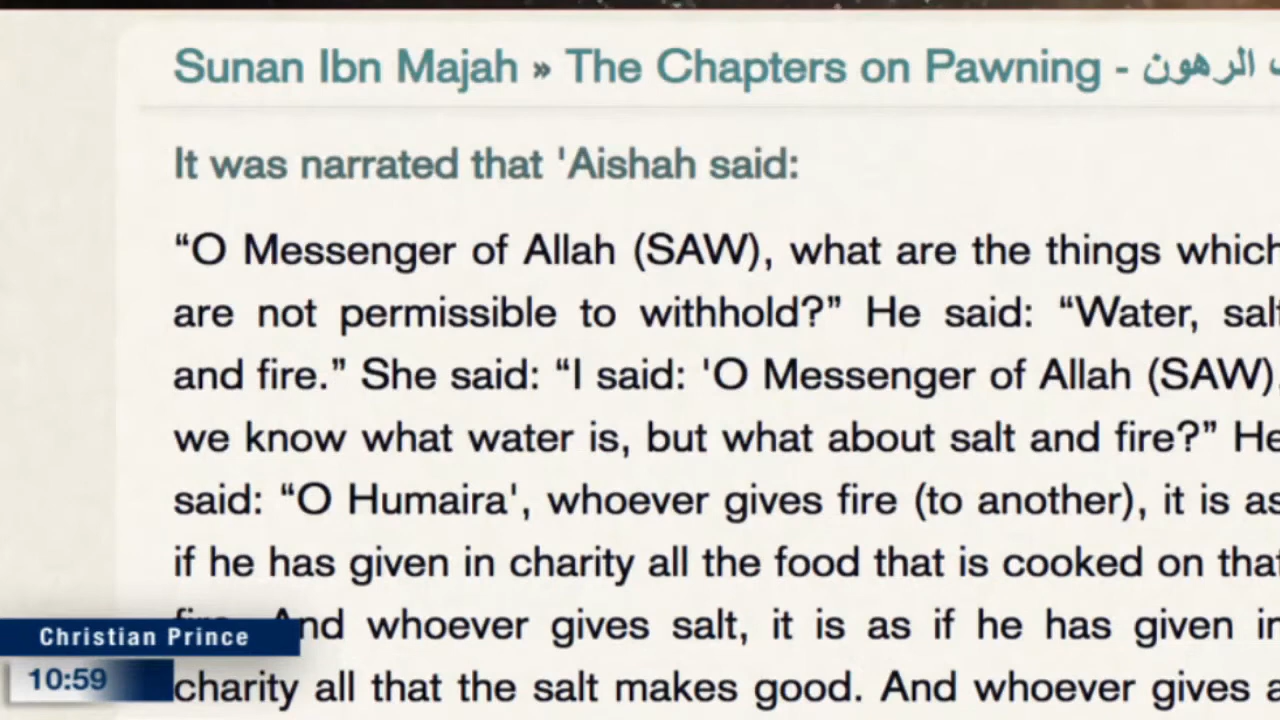 Sunan Ibn Majah » The Chapters on Pawning - الرهون
It was narrated that 'Aishah said:
“O Messenger of Allah (SAW), what are the things which
are not permissible to withhold?” He said: “Water, salt
and fire.” She said: “I said: 'O Messenger of Allah (SAW),
we know what water is, but what about salt and fire?” He
said: “O Humaira', whoever gives fire (to another), it is as
if he has given in charity all the food that is cooked on that
fire. And whoever gives salt, it is as if he has given in
charity all that the salt makes good. And whoever gives a
Christian Prince
10:59